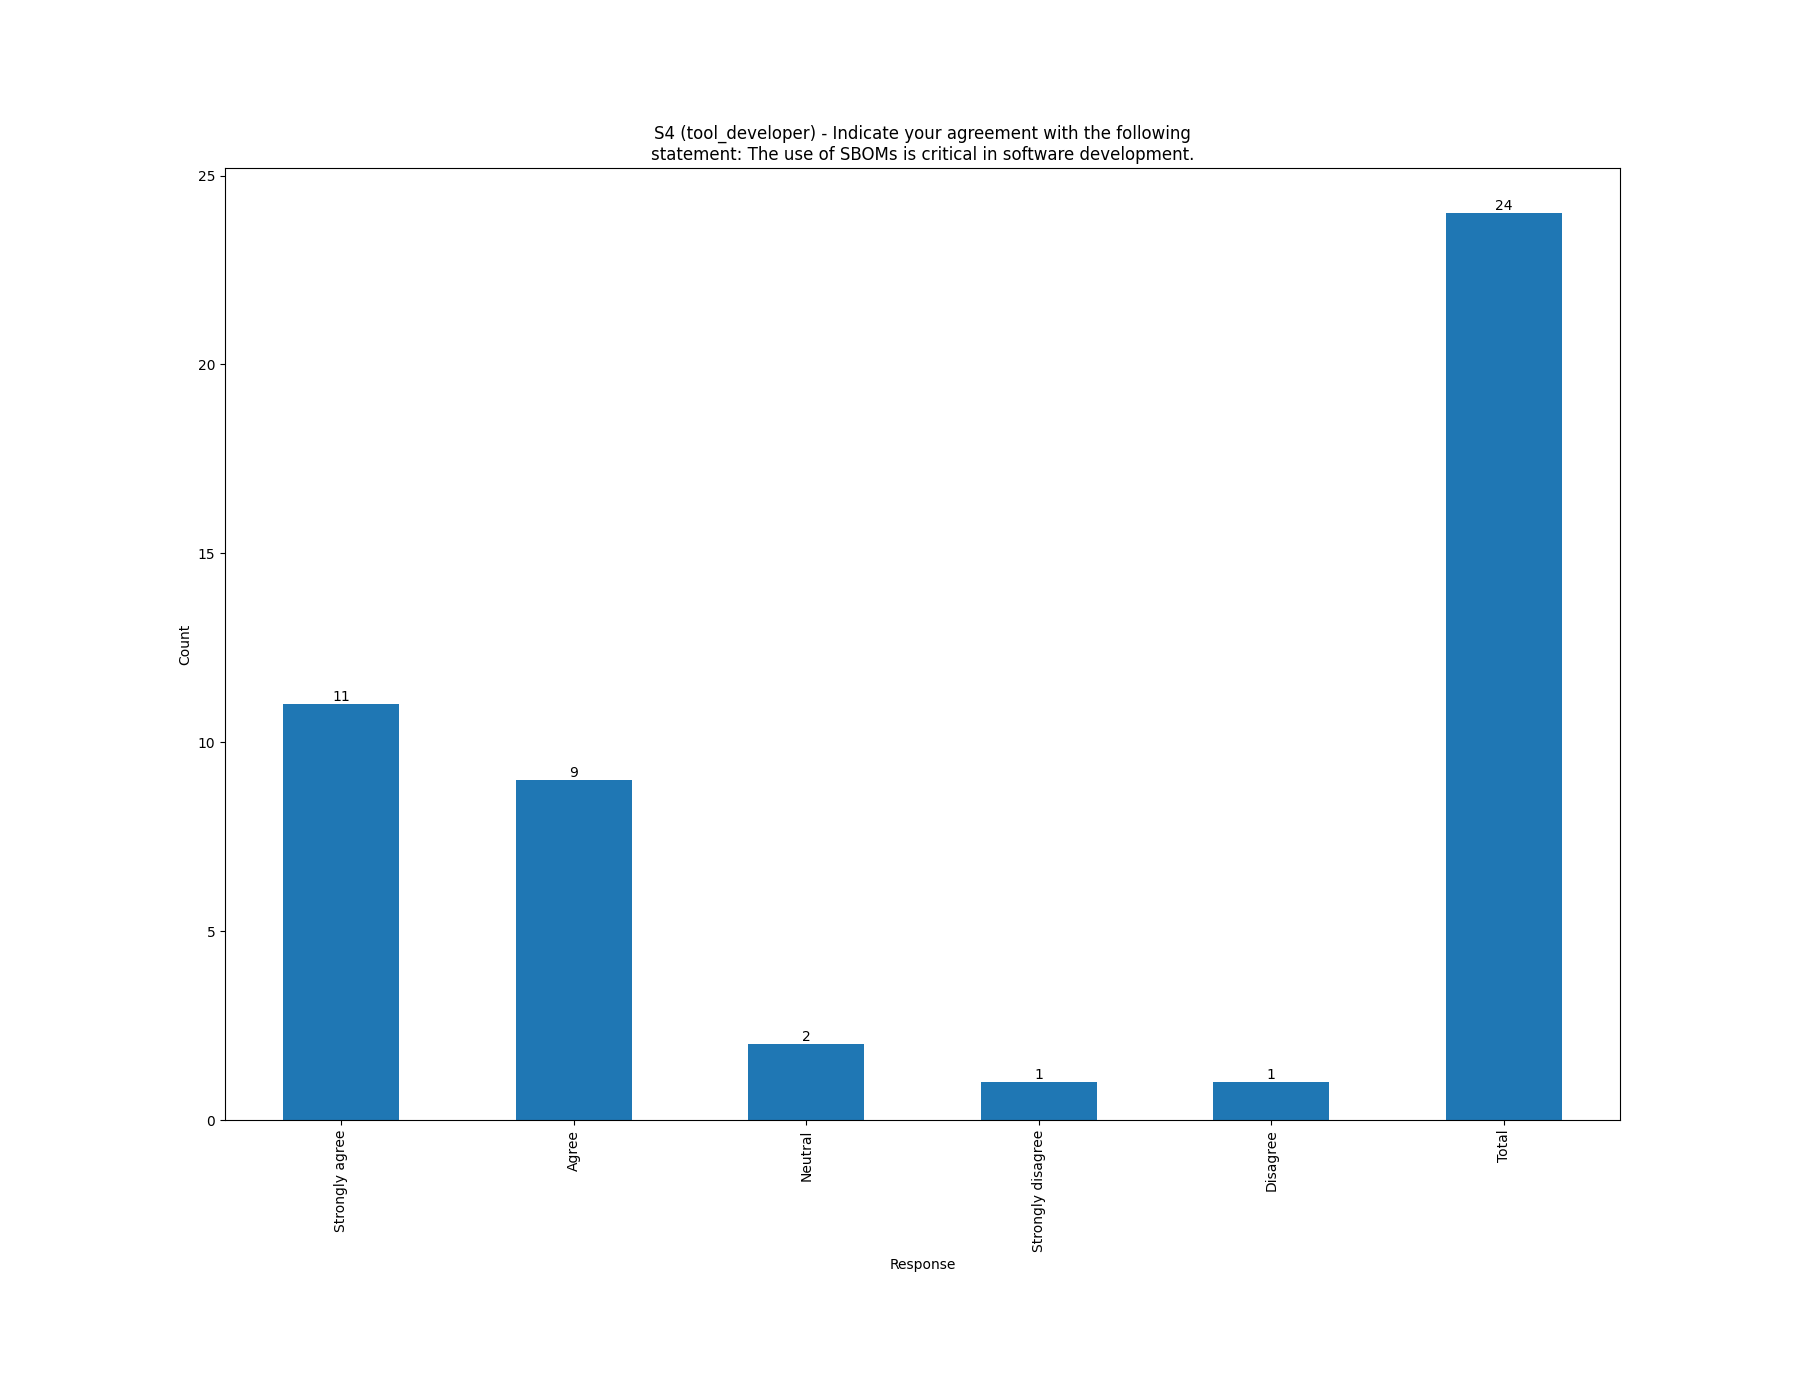 S4 (tool_developer) - Indicate your agreement with the following
statement: The use of SBOMs is critical in software development.
25
20
15
10
5
0
Count
11
9
2
1
1
24
Strongly agree
Agree
Neutral
Strongly disagree
Disagree
Total
Response